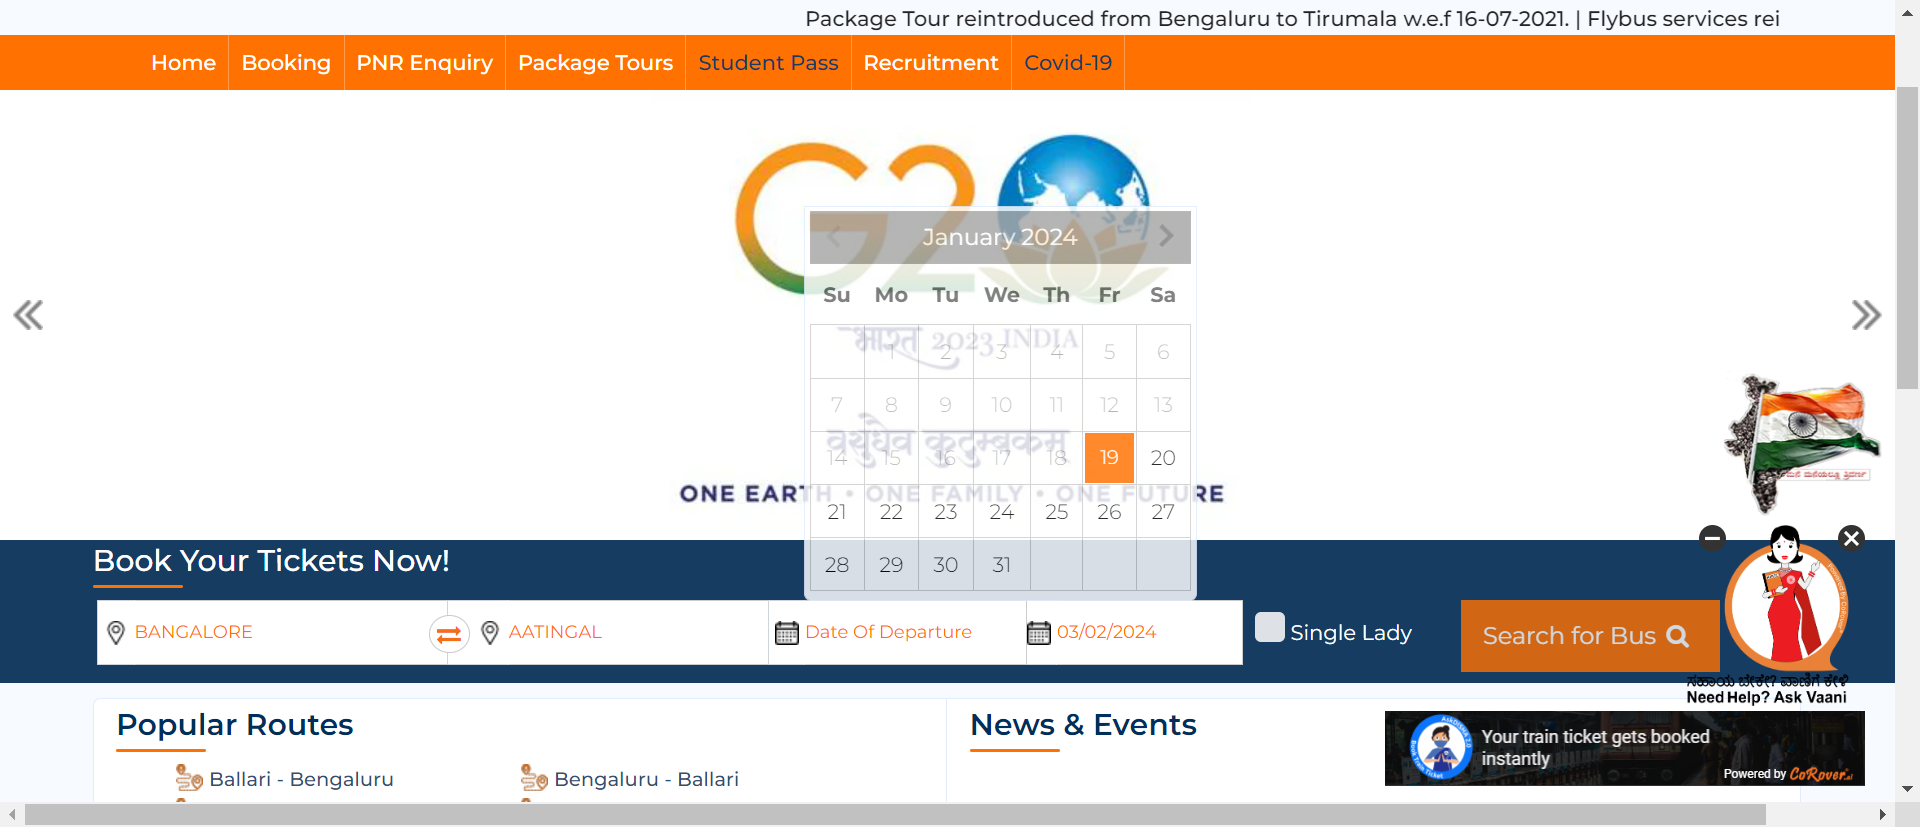 Package Tour reintroduced from Bengaluru to Tirumala w.e.f 16-07-2021. | Flybus services rei
Home Booking PNR Enquiry Package Tours Student Pass Recruitment Covid-19
G20
January 2024
Su Mo Tu We Th Fr Sa
भारत 2023 INDIA
1 2 3 4 5 6
7 8 9 10 11 12 13
वसुधैव कुटुम्बकम्
14 15 16 17 18 19 20
ONE EARTH • ONE FAMILY • ONE FUTURE
21 22 23 24 25 26 27
28 29 30 31
Book Your Tickets Now!
BANGALORE AATINGAL Date Of Departure 03/02/2024 Single Lady Search for Bus
ಸಹಾಯ ಬೇಕೇ? ವಾಣಿಗೆ ಕೇಳಿ
Need Help? Ask Vaani
Popular Routes
News & Events
Your train ticket gets booked
instantly
Powered by CoRover.ai
Ballari - Bengaluru Bengaluru - Ballari